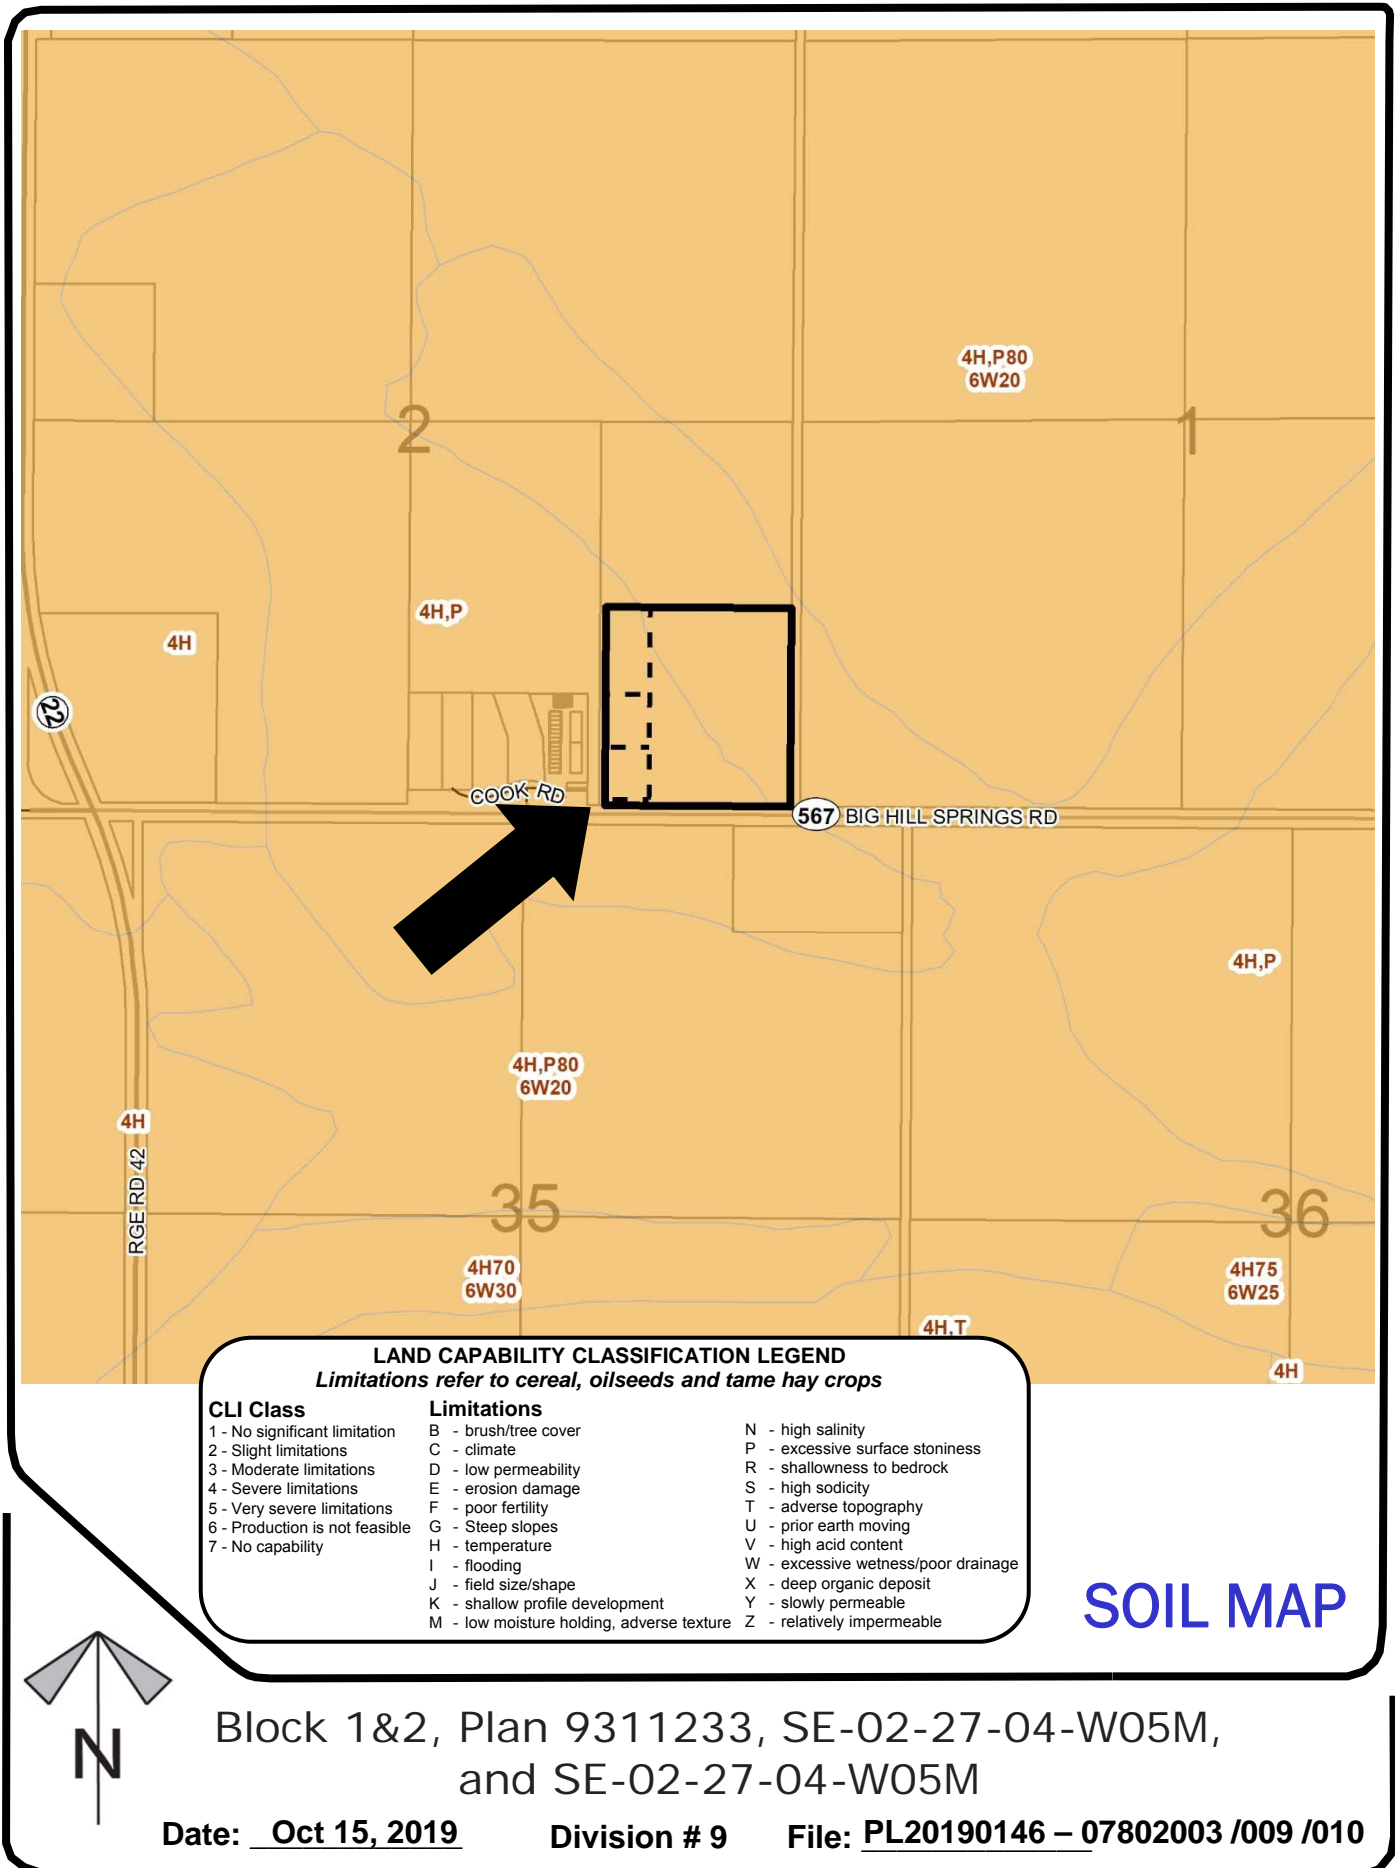 4H,P80
6W20
2
1
4H,P
4H
22
COOK RD
567 BIG HILL SPRINGS RD
4H,P
4H,P80
6W20
4H
RGE RD 42
35
36
4H70
6W30
4H75
6W25
4H,T
4H
LAND CAPABILITY CLASSIFICATION LEGEND
Limitations refer to cereal, oilseeds and tame hay crops
CLI Class
1 - No significant limitation
2 - Slight limitations
3 - Moderate limitations
4 - Severe limitations
5 - Very severe limitations
6 - Production is not feasible
7 - No capability
Limitations
B - brush/tree cover
C - climate
D - low permeability
E - erosion damage
F - poor fertility
G - Steep slopes
H - temperature
I - flooding
J - field size/shape
K - shallow profile development
M - low moisture holding, adverse texture
N - high salinity
P - excessive surface stoniness
R - shallowness to bedrock
S - high sodicity
T - adverse topography
U - prior earth moving
V - high acid content
W - excessive wetness/poor drainage
X - deep organic deposit
Y - slowly permeable
Z - relatively impermeable
SOIL MAP
N
Block 1&2, Plan 9311233, SE-02-27-04-W05M,
and SE-02-27-04-W05M
Date: Oct 15, 2019 Division # 9 File: PL20190146 – 07802003 /009 /010